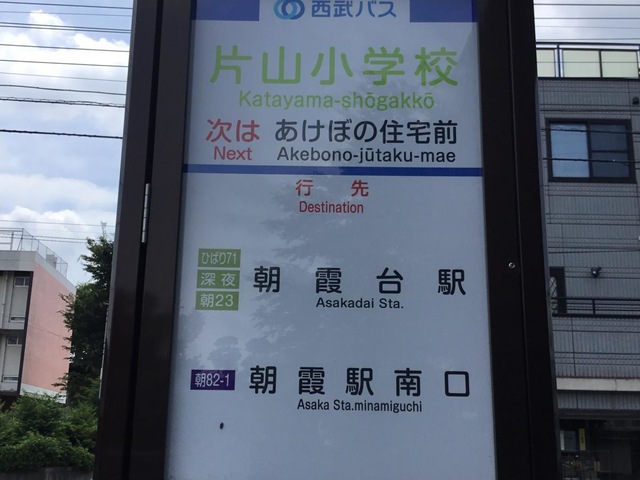 西武バス
片山小学校
Katayama-shōgakkō
次は あけぼの住宅前
Next Akebono-jūtaku-mae
行先
Destination
ひばり71
深夜
朝23
朝霞台駅
Asakadai Sta.
朝82-1
朝霞駅南口
Asaka Sta.minamiguchi